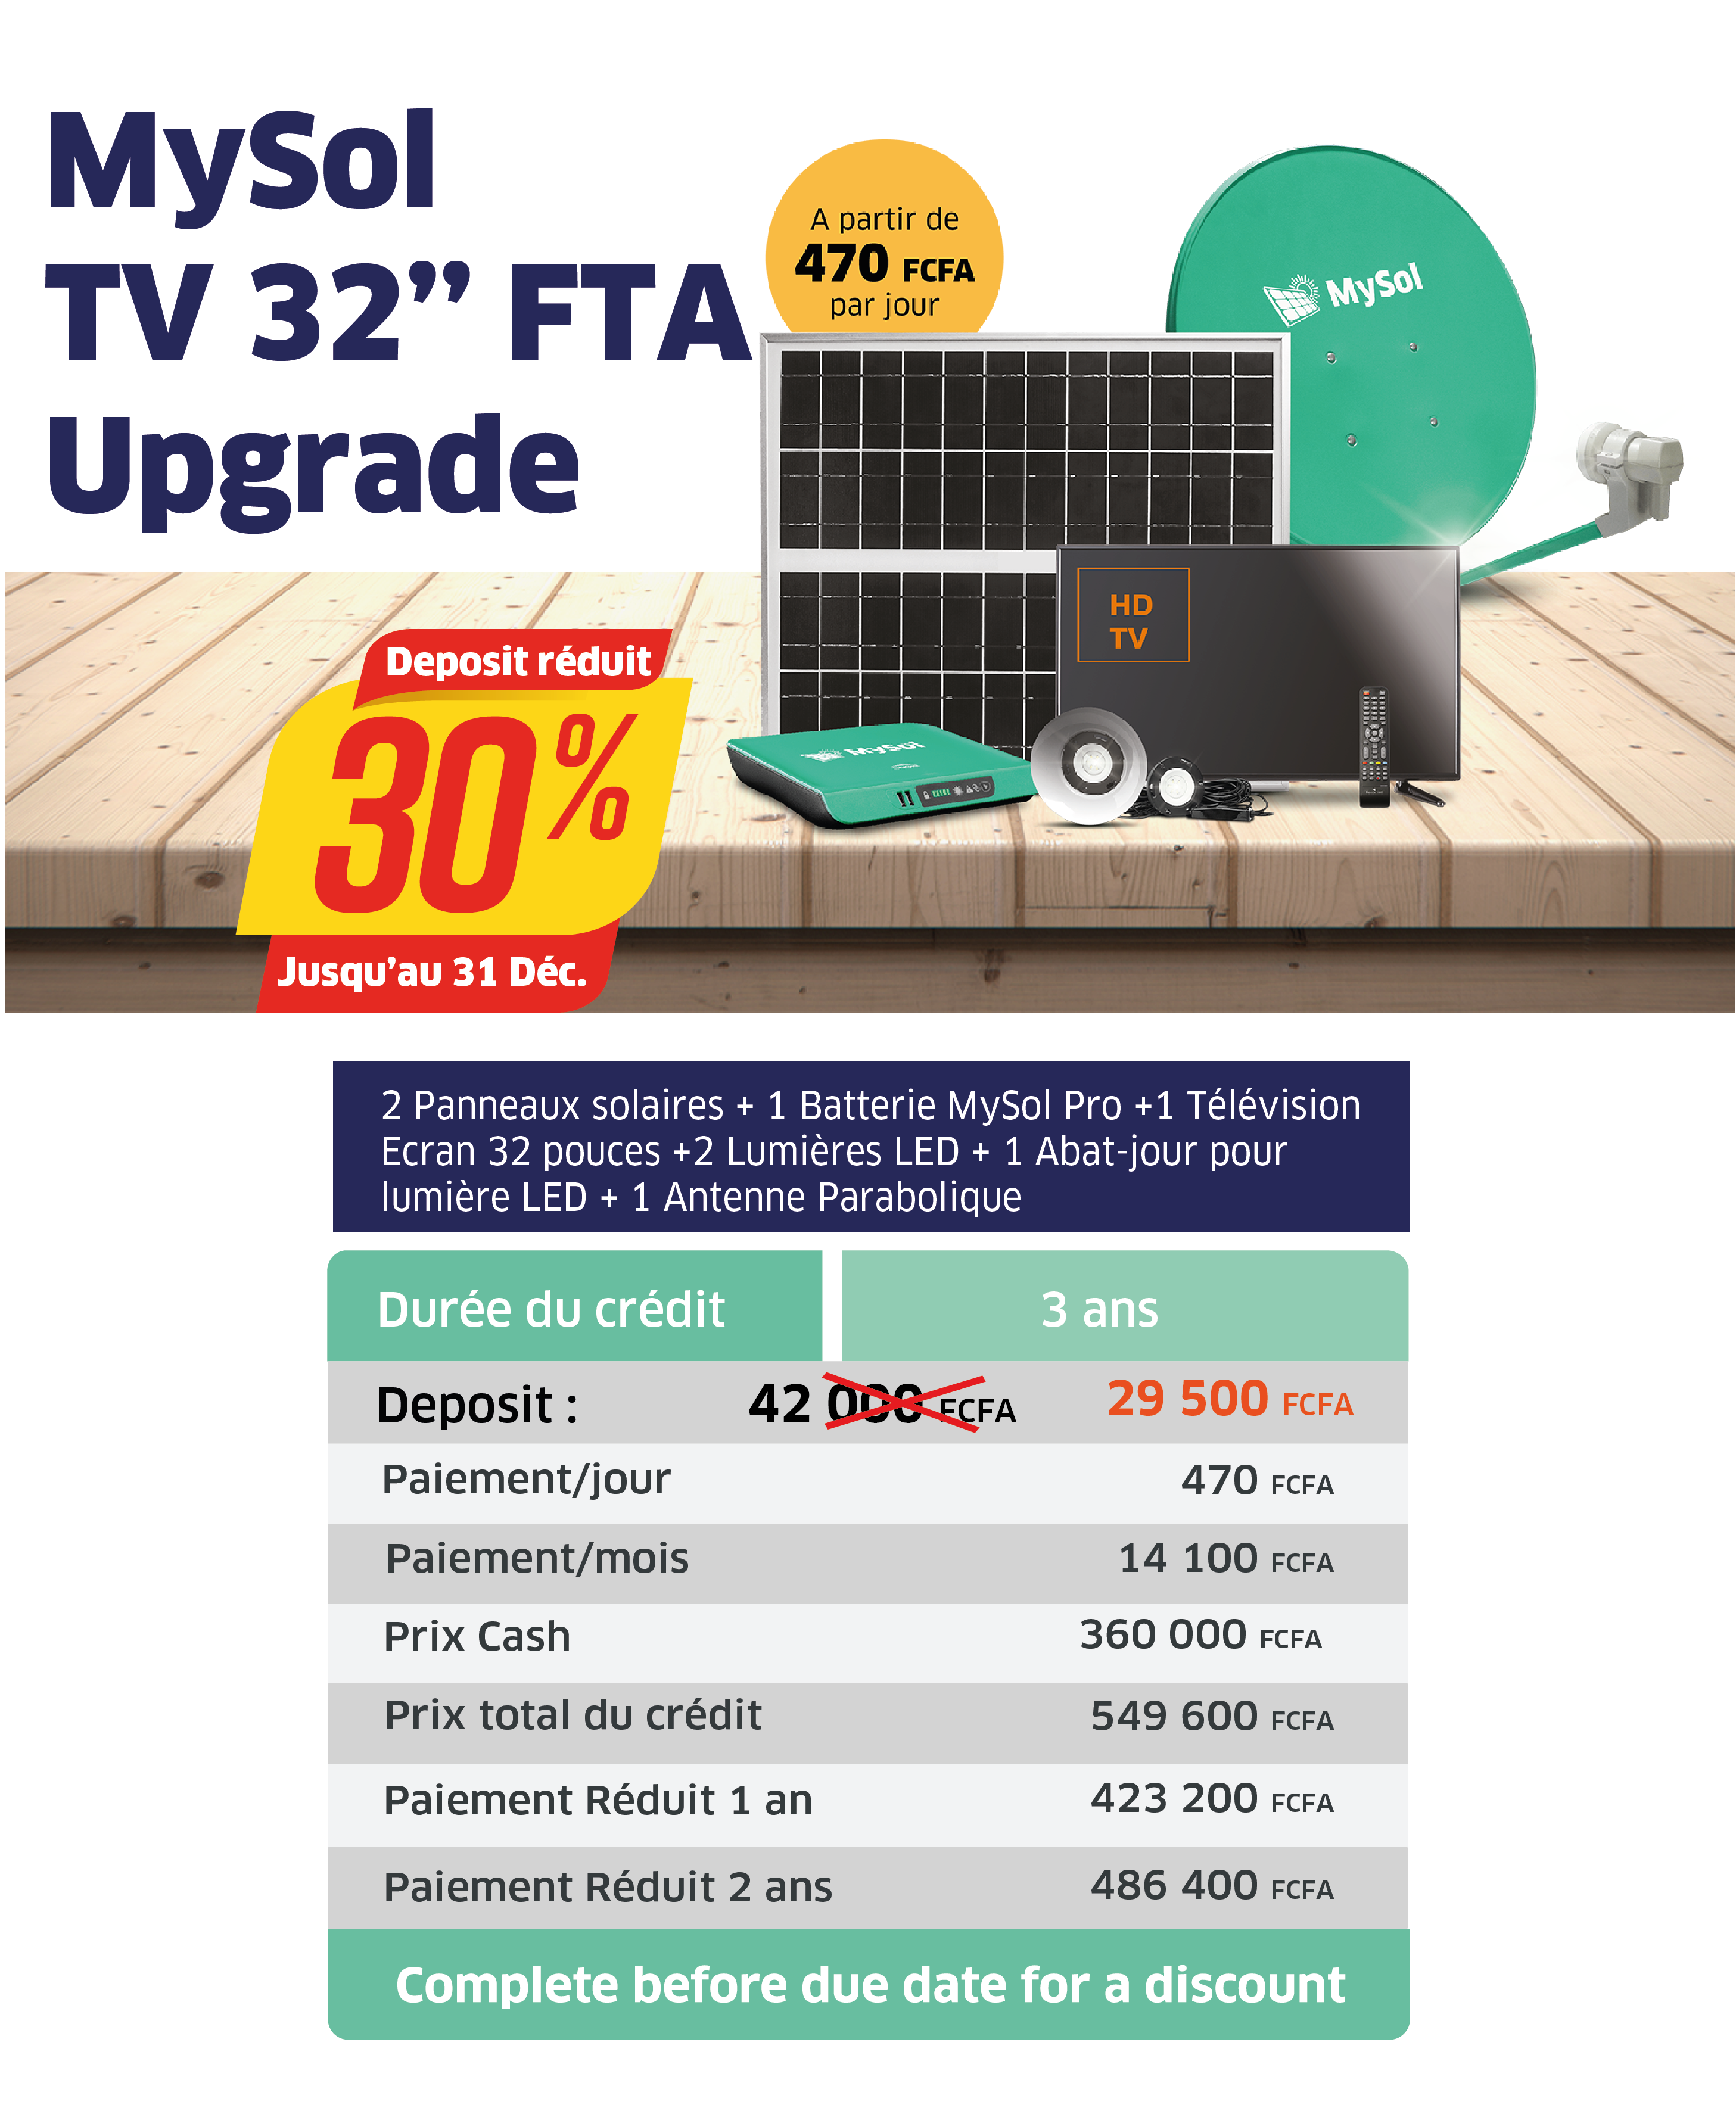 MySol
TV 32” FTA
Upgrade
A partir de
470 FCFA
par jour
MySol
HD
TV
MySol
Deposit réduit
30%
Jusqu’au 31 Déc.
2 Panneaux solaires + 1 Batterie MySol Pro +1 Télévision
Ecran 32 pouces +2 Lumières LED + 1 Abat-jour pour
lumière LED + 1 Antenne Parabolique
Durée du crédit 3 ans
Deposit : 42 000 FCFA 29 500 FCFA
Paiement/jour 470 FCFA
Paiement/mois 14 100 FCFA
Prix Cash 360 000 FCFA
Prix total du crédit 549 600 FCFA
Paiement Réduit 1 an 423 200 FCFA
Paiement Réduit 2 ans 486 400 FCFA
Complete before due date for a discount